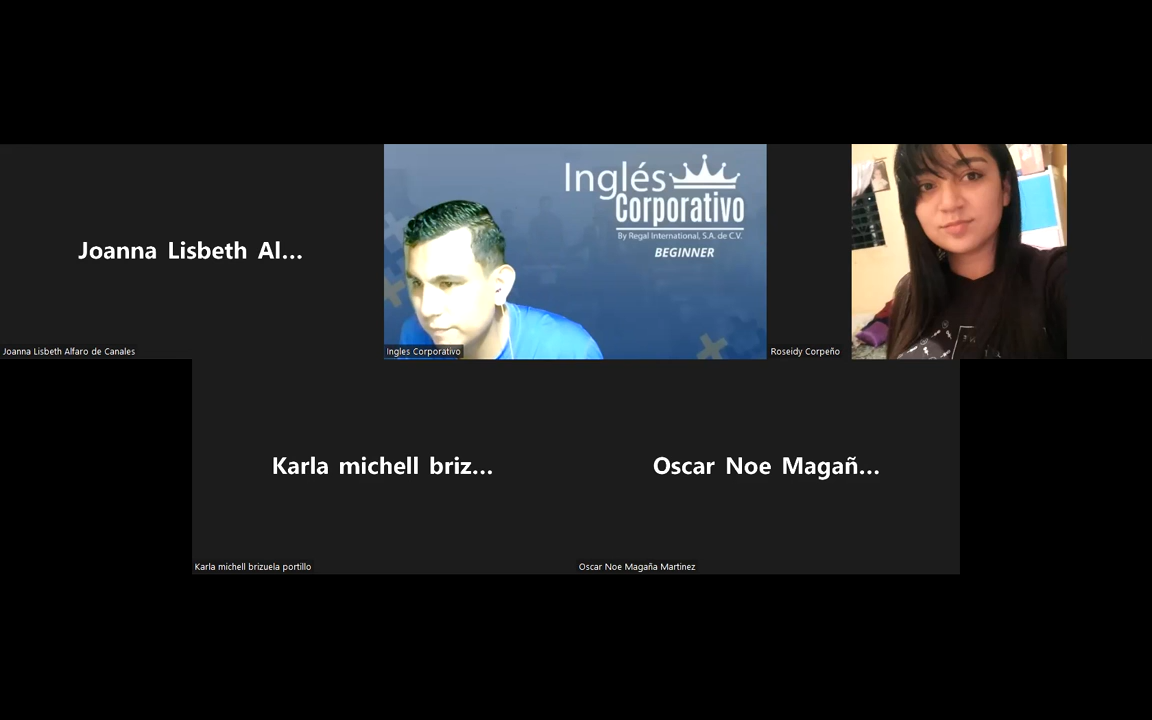 Joanna Lisbeth Al...
Joanna Lisbeth Alfaro de Canales
Inglés
Corporativo
By Regal International, S.A. de C.V.
BEGINNER
Ingles Corporativo
Roseidy Corpeño
Karla michell briz...
Karla michell brizuela portillo
Oscar Noe Magañ...
Oscar Noe Magaña Martinez